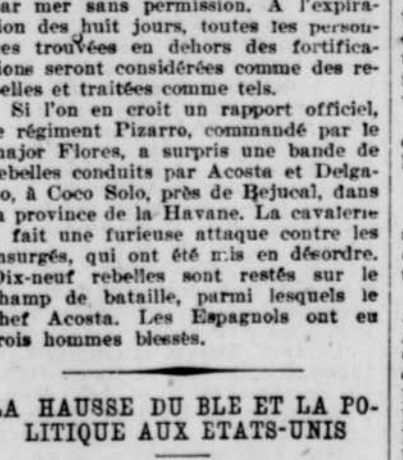 par mer sans permission. A l'expira-
ion des huit jours, toutes les person-
es trouvées en dehors des fortifica-
ions seront considérées comme des re-
elles et traitées comme tels.
Si l'on en croit un rapport officiel,
e régiment Pizarro, commandé par le
major Flores, a surpris une bande de
ebelles conduits par Acosta et Delga-
o, à Coco Solo, près de Bejucal, dans
a province de la Havane. La cavalerie
fait une furieuse attaque contre les
nsurgés, qui ont été mis en désordre.
Dix-neuf rebelles sont restés sur le
hamp de bataille, parmi lesquels le
hef Acosta. Les Espagnols ont eu
rois hommes blessés.
LA HAUSSE DU BLE ET LA PO-
LITIQUE AUX ETATS-UNIS